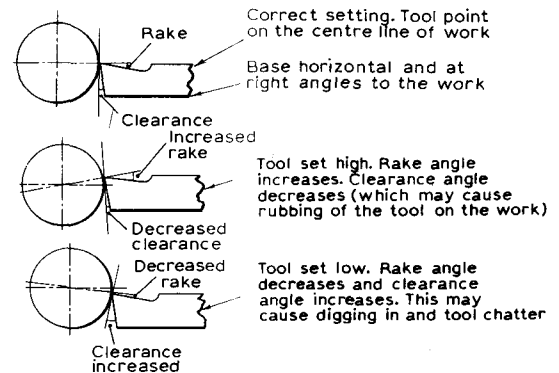 Correct setting. Tool point
on the centre line of work
Rake
Base horizontal and at
right angles to the work
Clearance
Increased
rake
Tool set high. Rake angle
increases. Clearance angle
decreases (which may cause
rubbing of the tool on the work)
Decreased
clearance
Decreased
rake
Tool set low. Rake angle
decreases and clearance
angle increases. This may
cause digging in and tool chatter
Clearance
increased